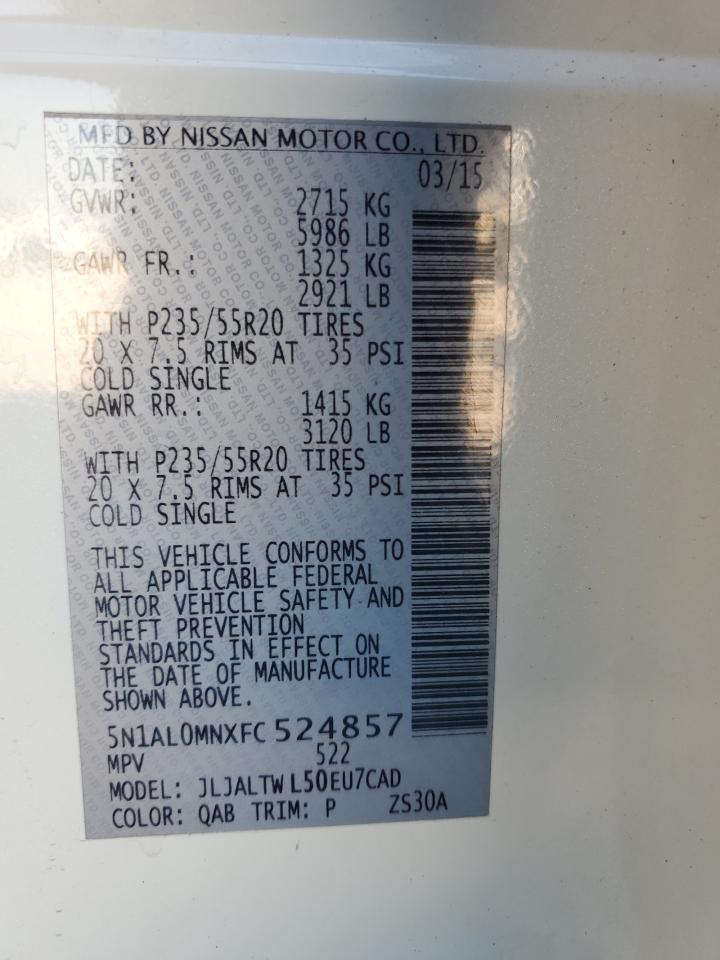 MFD BY NISSAN MOTOR CO., LTD.
DATE: 03/15
GVWR: 2715 KG
5986 LB
GAWR FR.: 1325 KG
2921 LB
WITH P235/55R20 TIRES
20 X 7.5 RIMS AT 35 PSI
COLD SINGLE
GAWR RR.: 1415 KG
3120 LB
WITH P235/55R20 TIRES
20 X 7.5 RIMS AT 35 PSI
COLD SINGLE
THIS VEHICLE CONFORMS TO
ALL APPLICABLE FEDERAL
MOTOR VEHICLE SAFETY AND
THEFT PREVENTION
STANDARDS IN EFFECT ON
THE DATE OF MANUFACTURE
SHOWN ABOVE.
5N1AL0MNXFC 524857
MPV 522
MODEL: JLJALTW L50EU7CAD
COLOR: QAB TRIM: P ZS30A